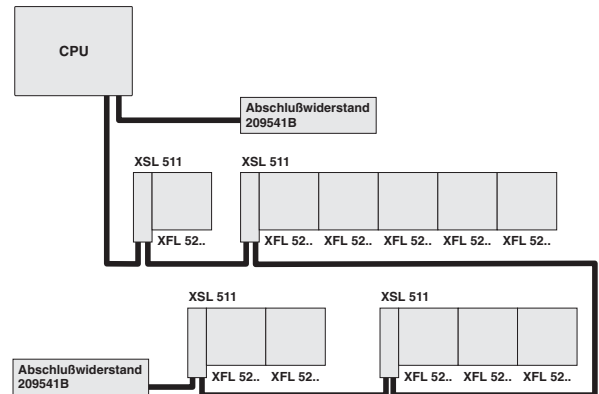 CPU
Abschlußwiderstand
209541B
XSL 511 XSL 511
XFL 52.. XFL 52.. XFL 52.. XFL 52.. XFL 52.. XFL 52..
XSL 511 XSL 511
XFL 52.. XFL 52.. XFL 52.. XFL 52.. XFL 52..
Abschlußwiderstand
209541B